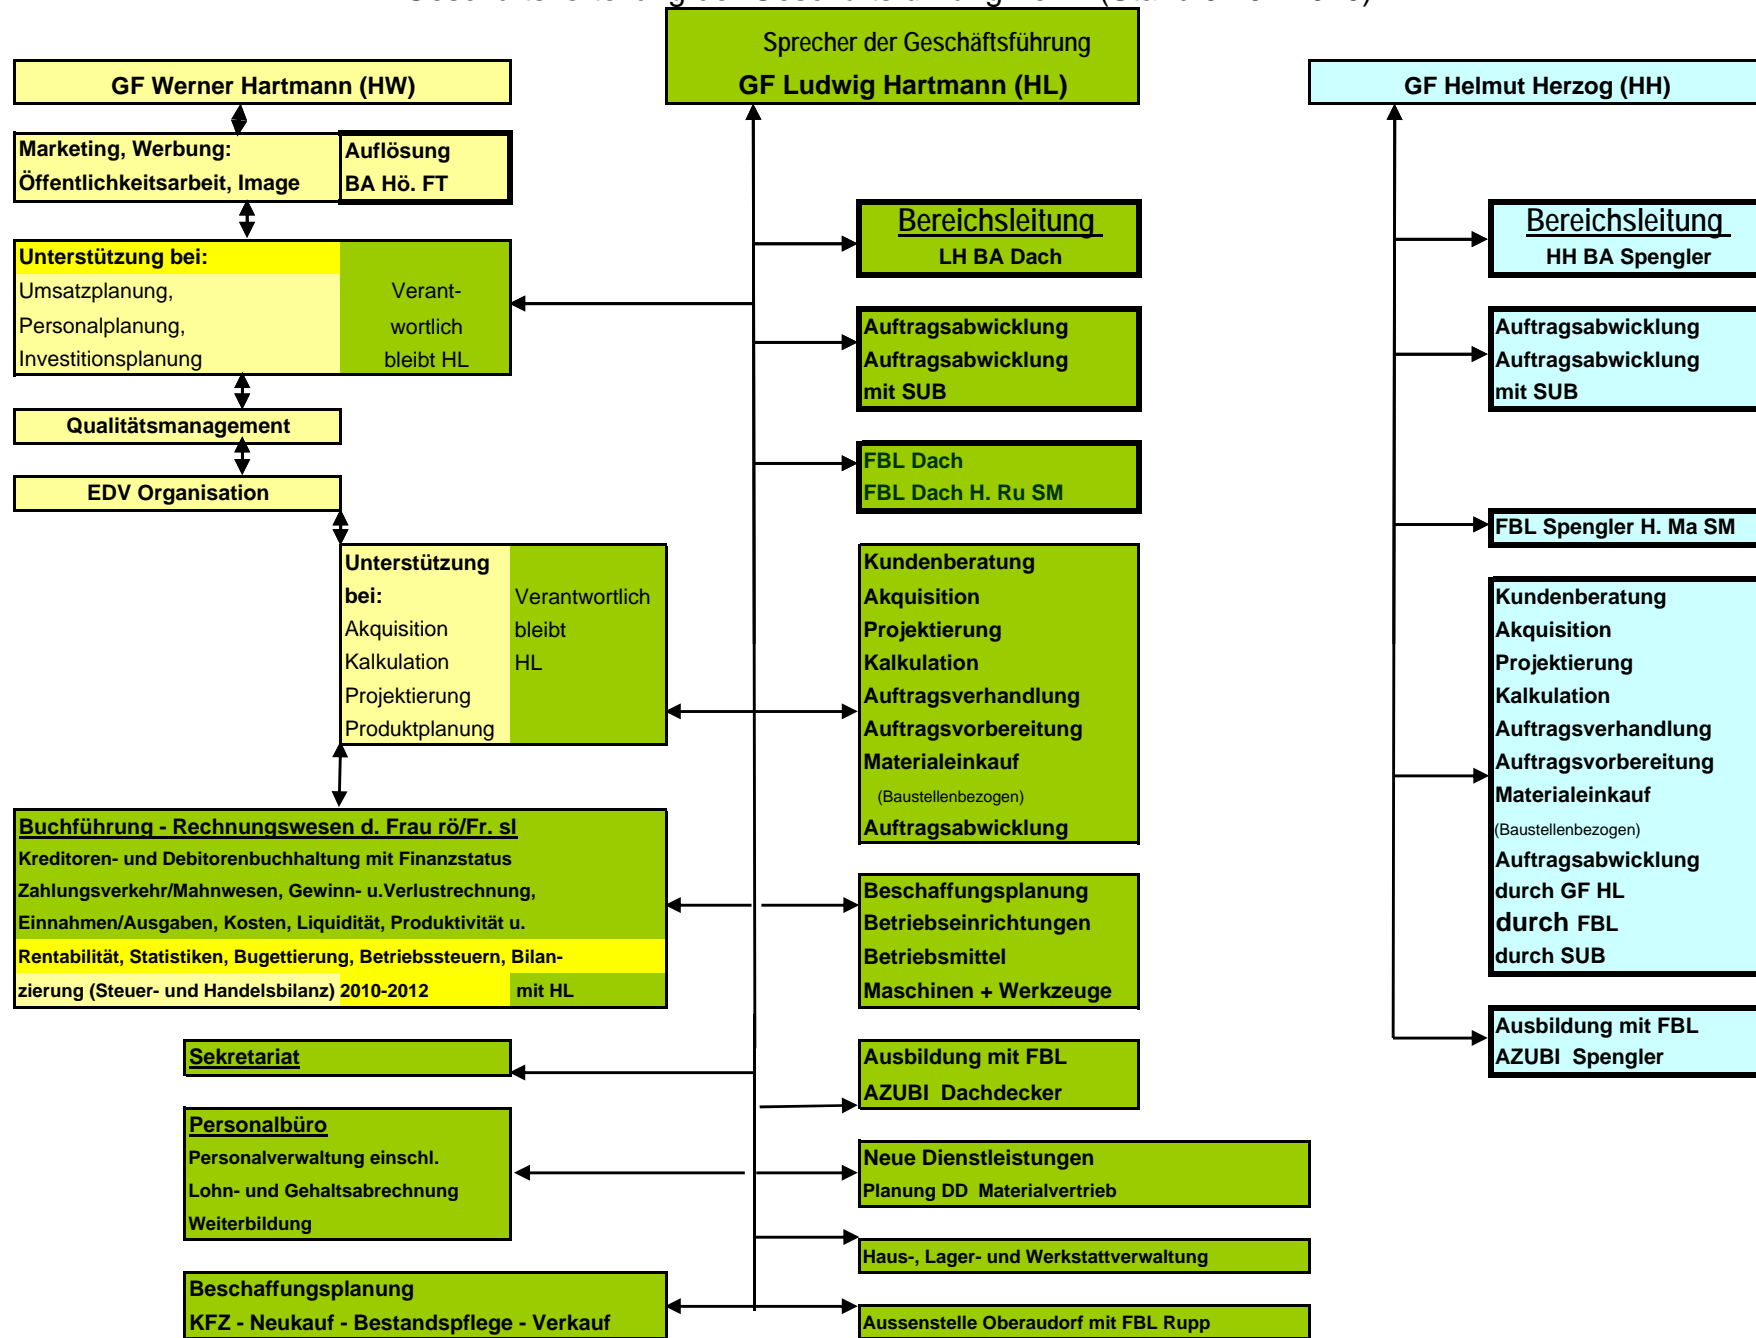 Sprecher der Geschäftsführung
GF Ludwig Hartmann (HL)
GF Werner Hartmann (HW)
GF Helmut Herzog (HH)
Marketing, Werbung:
Öffentlichkeitsarbeit, Image
Auflösung
BA Hö. FT
Unterstützung bei:
Umsatzplanung,
Personalplanung,
Investitionsplanung
Verant-
wortlich
bleibt HL
Qualitätsmanagement
EDV Organisation
Unterstützung
bei:
Akquisition
Kalkulation
Projektierung
Produktplanung
Verantwortlich
bleibt
HL
Buchführung - Rechnungswesen d. Frau rö/Fr. sl
Kreditoren- und Debitorenbuchhaltung mit Finanzstatus
Zahlungsverkehr/Mahnwesen, Gewinn- u.Verlustrechnung,
Einnahmen/Ausgaben, Kosten, Liquidität, Produktivität u.
Rentabilität, Statistiken, Bugettierung, Betriebssteuern, Bilan-
zierung (Steuer- und Handelsbilanz) 2010-2012 mit HL
Sekretariat
Personalbüro
Personalverwaltung einschl.
Lohn- und Gehaltsabrechnung
Weiterbildung
Beschaffungsplanung
KFZ - Neukauf - Bestandspflege - Verkauf
Bereichsleitung
LH BA Dach
Auftragsabwicklung
Auftragsabwicklung
mit SUB
FBL Dach
FBL Dach H. Ru SM
Kundenberatung
Akquisition
Projektierung
Kalkulation
Auftragsverhandlung
Auftragsvorbereitung
Materialeinkauf
(Baustellenbezogen)
Auftragsabwicklung
Beschaffungsplanung
Betriebseinrichtungen
Betriebsmittel
Maschinen + Werkzeuge
Ausbildung mit FBL
AZUBI Dachdecker
Neue Dienstleistungen
Planung DD Materialvertrieb
Haus-, Lager- und Werkstattverwaltung
Aussenstelle Oberaudorf mit FBL Rupp
Bereichsleitung
HH BA Spengler
Auftragsabwicklung
Auftragsabwicklung
mit SUB
FBL Spengler H. Ma SM
Kundenberatung
Akquisition
Projektierung
Kalkulation
Auftragsverhandlung
Auftragsvorbereitung
Materialeinkauf
(Baustellenbezogen)
Auftragsabwicklung
durch GF HL
durch FBL
durch SUB
Ausbildung mit FBL
AZUBI Spengler